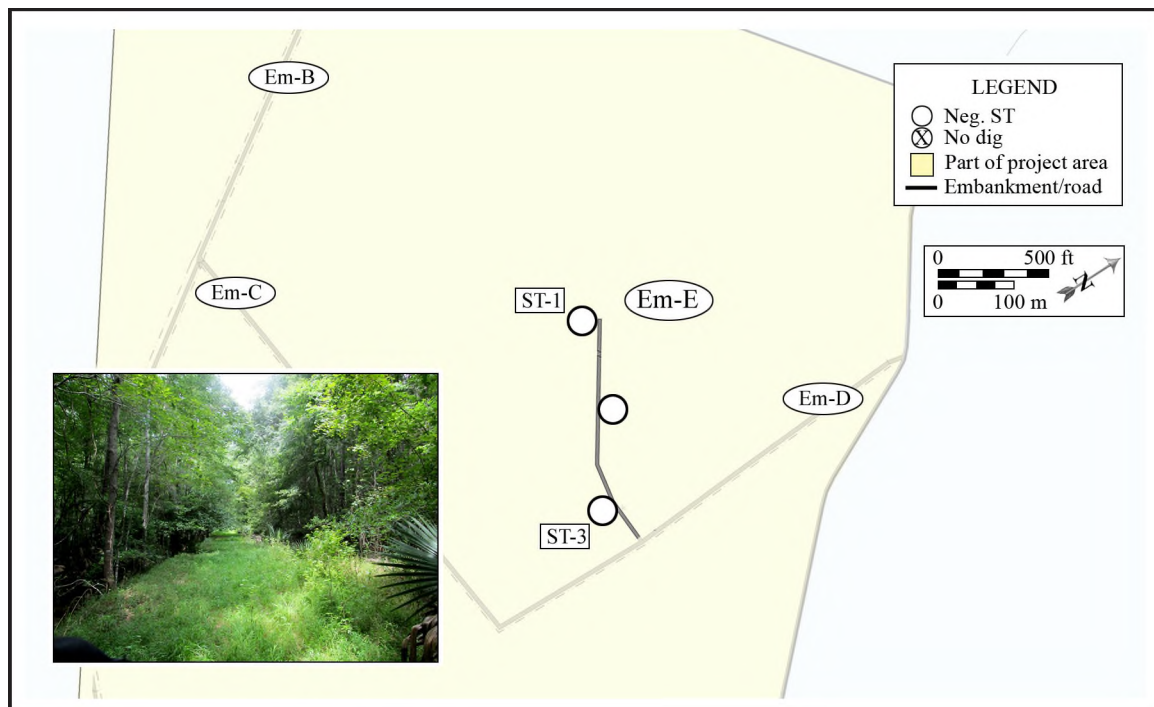 Em-B
LEGEND
Neg. ST
X No dig
Part of project area
Embankment/road
0 500 ft
0 100 m
N
Em-C
ST-1
Em-E
Em-D
ST-3